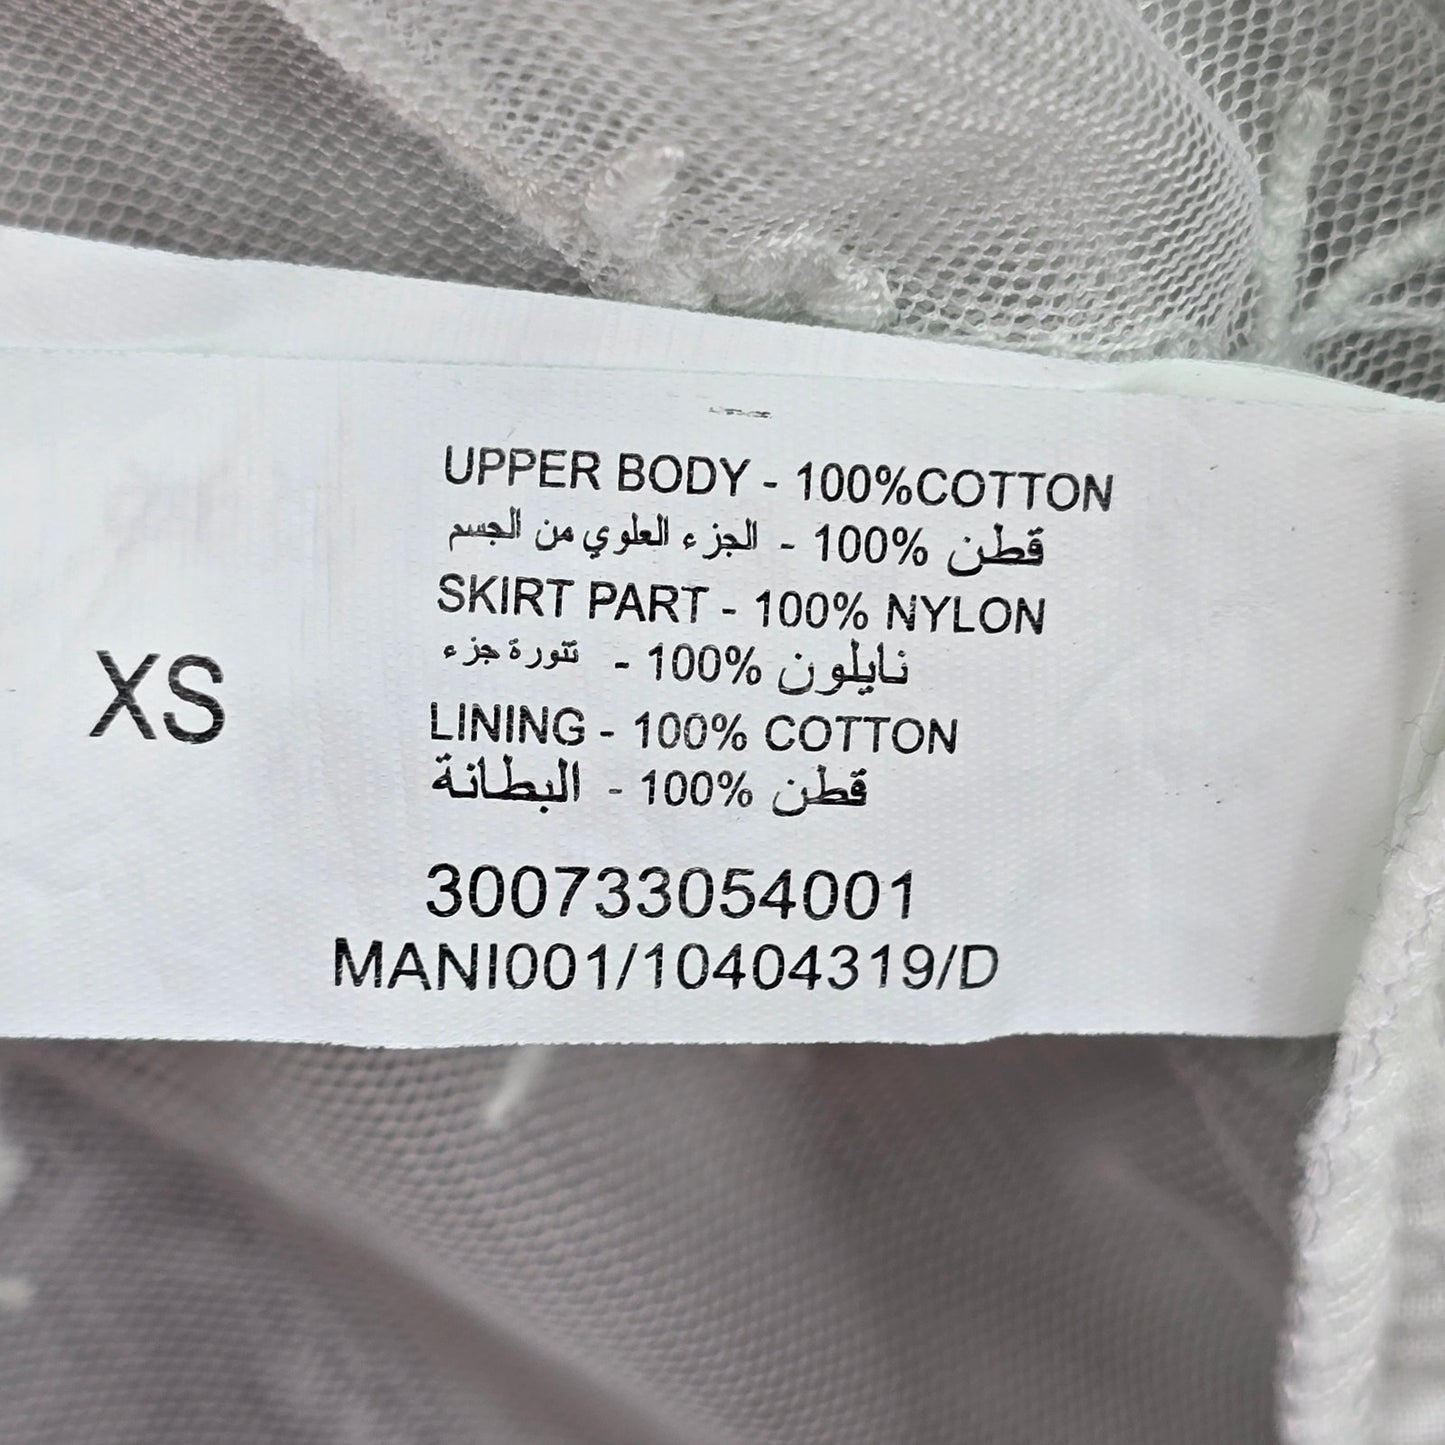 UPPER BODY - 100%COTTON
الجزء العلوي من الجسم - 100% قطن
SKIRT PART - 100% NYLON
تنورة جزء - 100% نايلون
LINING - 100% COTTON
البطانة - 100% قطن
XS
300733054001
MANI001/10404319/D